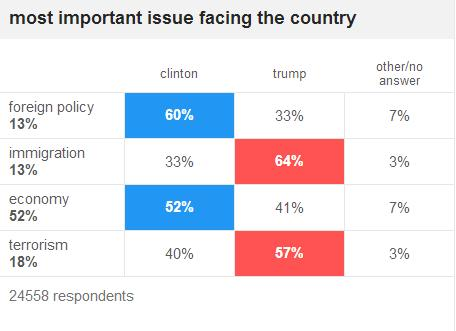 most important issue facing the country
clinton trump other/no
answer
foreign policy
13% 60% 33% 7%
immigration
13% 33% 64% 3%
economy
52% 52% 41% 7%
terrorism
18% 40% 57% 3%
24558 respondents